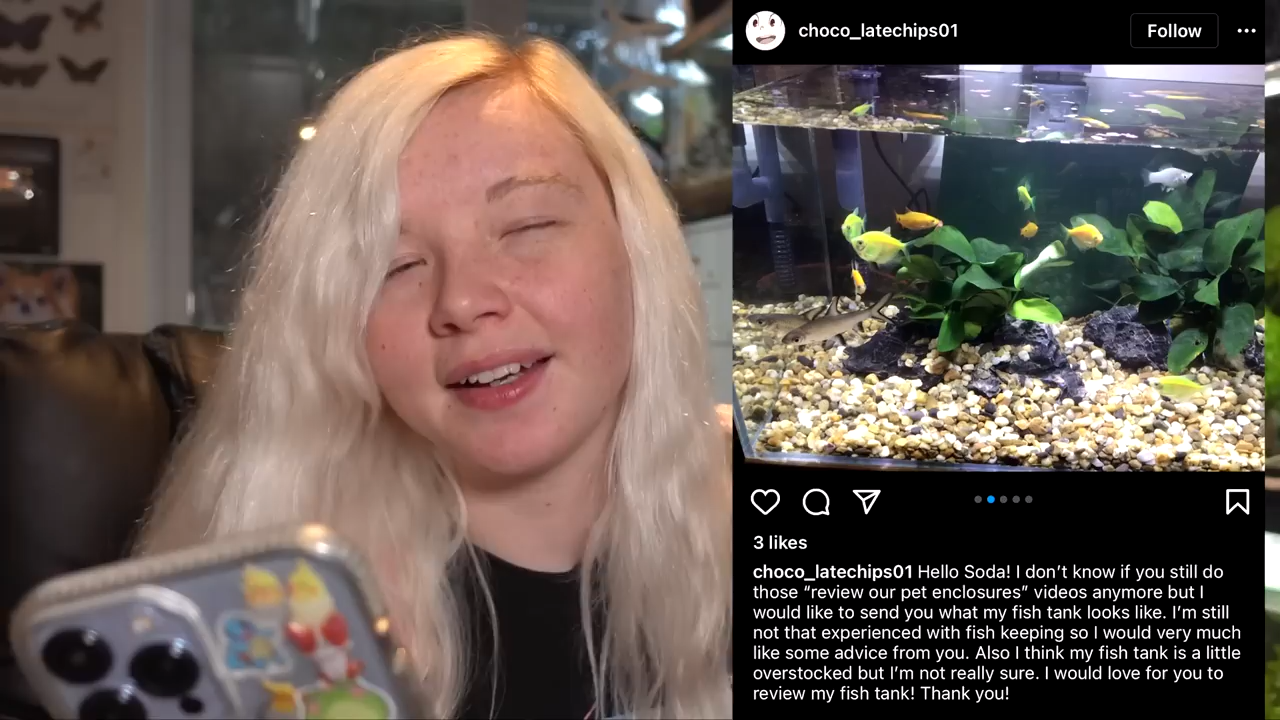 choco_latechips01
Follow
3 likes
choco_latechips01 Hello Soda! I don’t know if you still do
those “review our pet enclosures” videos anymore but I
would like to send you what my fish tank looks like. I’m still
not that experienced with fish keeping so I would very much
like some advice from you. Also I think my fish tank is a little
overstocked but I’m not really sure. I would love for you to
review my fish tank! Thank you!